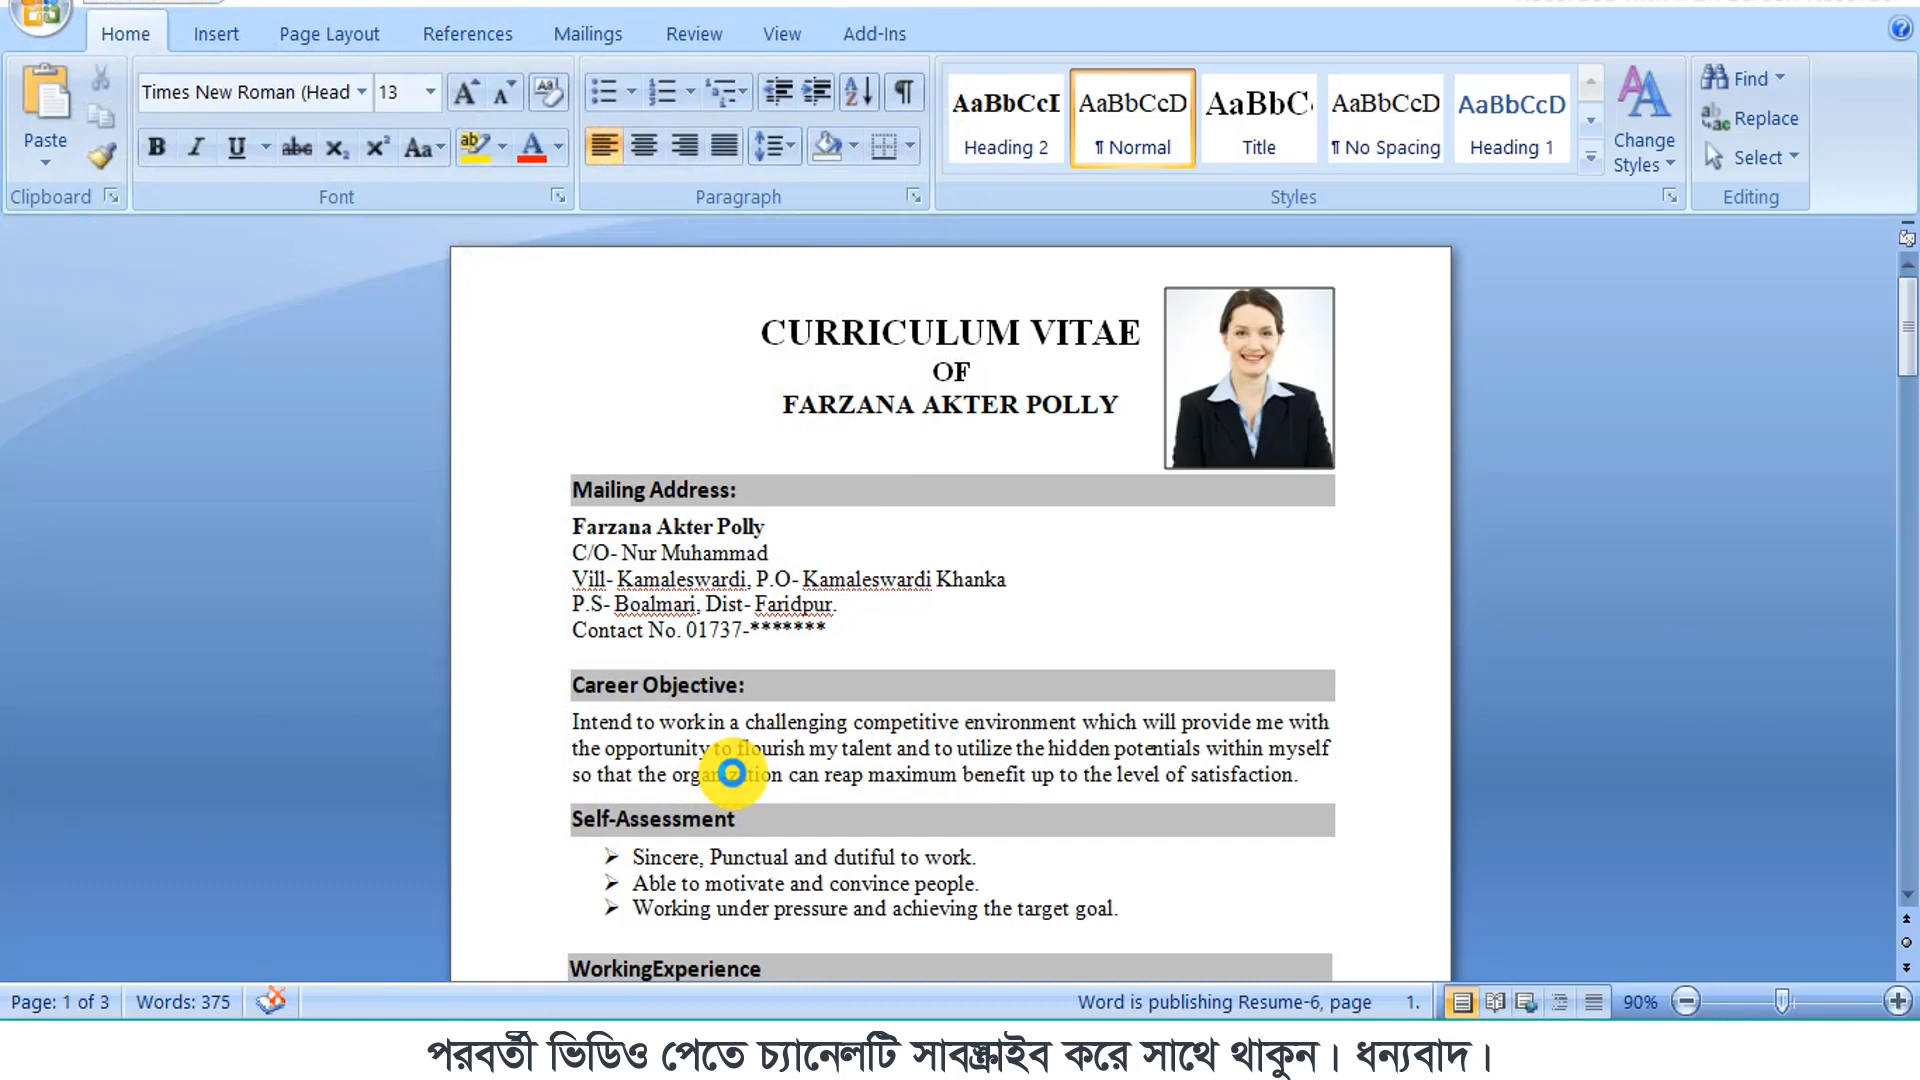 Home Insert Page Layout References Mailings Review View Add-Ins
Times New Roman (Head 13
AaBbCcI AaBbCcD AaBbC AaBbCcD AaBbCcD
Heading 2 ¶ Normal Title ¶ No Spacing Heading 1
Paste
Change Styles
Find
Replace
Select
Clipboard Font Paragraph Styles Editing
CURRICULUM VITAE
OF
FARZANA AKTER POLLY
Mailing Address:
Farzana Akter Polly
C/O- Nur Muhammad
Vill- Kamaleswardi, P.O- Kamaleswardi Khanka
P.S- Boalmari, Dist- Faridpur.
Contact No. 01737-*******
Career Objective:
Intend to work in a challenging competitive environment which will provide me with
the opportunity to flourish my talent and to utilize the hidden potentials within myself
so that the organization can reap maximum benefit up to the level of satisfaction.
Self-Assessment
➢ Sincere, Punctual and dutiful to work.
➢ Able to motivate and convince people.
➢ Working under pressure and achieving the target goal.
WorkingExperience
Page: 1 of 3 Words: 375 Word is publishing Resume-6, page 1. 90%
পরবর্তী ভিডিও পেতে চ্যানেলটি সাবস্ক্রাইব করে সাথে থাকুন। ধন্যবাদ।